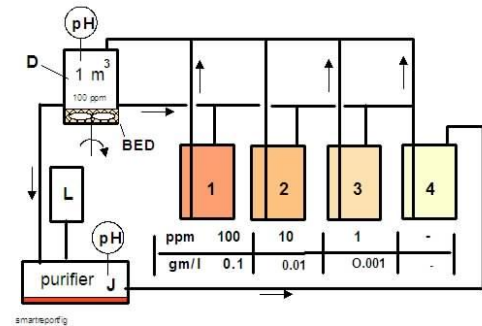 pH
D
1 m3
100 ppm
BED
L
pH
purifier J
1 2 3 4
ppm 100 10 1 -
gm/l 0.1 0.01 O.001 -
smartreportfig